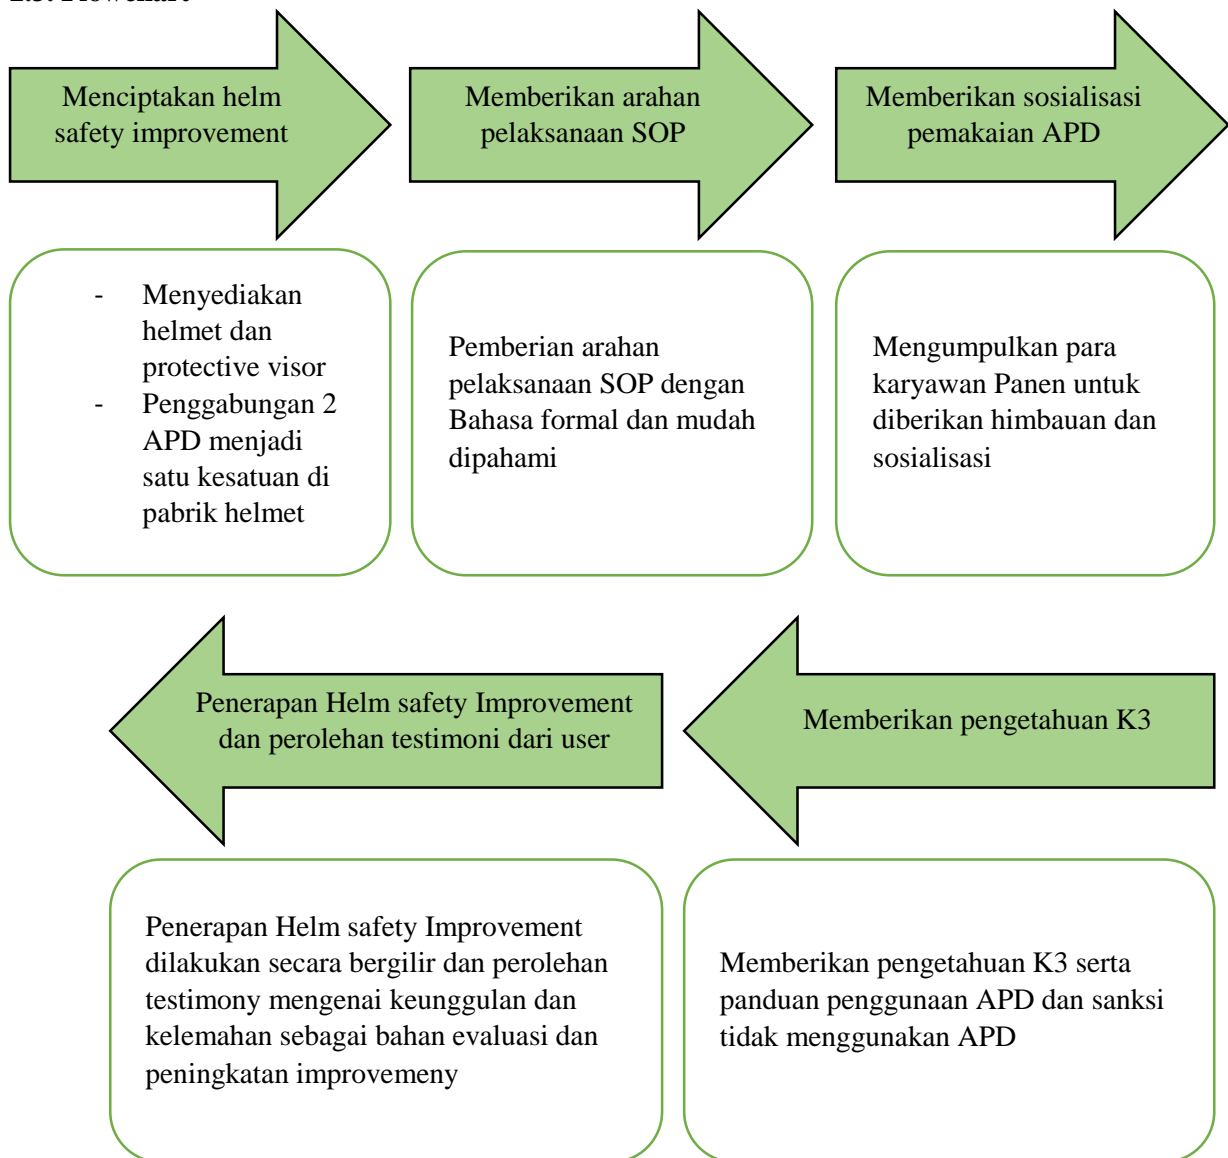 Menciptakan helm
safety improvement
Memberikan arahan
pelaksanaan SOP
Memberikan sosialisasi
pemakaian APD
- Menyediakan
helmet dan
protective visor
- Penggabungan 2
APD menjadi
satu kesatuan di
pabrik helmet
Pemberian arahan
pelaksanaan SOP dengan
Bahasa formal dan mudah
dipahami
Mengumpulkan para
karyawan Panen untuk
diberikan himbauan dan
sosialisasi
Memberikan pengetahuan K3
Penerapan Helm safety Improvement
dan perolehan testimoni dari user
Memberikan pengetahuan K3 serta
panduan penggunaan APD dan sanksi
tidak menggunakan APD
Penerapan Helm safety Improvement
dilakukan secara bergilir dan perolehan
testimony mengenai keunggulan dan
kelemahan sebagai bahan evaluasi dan
peningkatan improvemeny